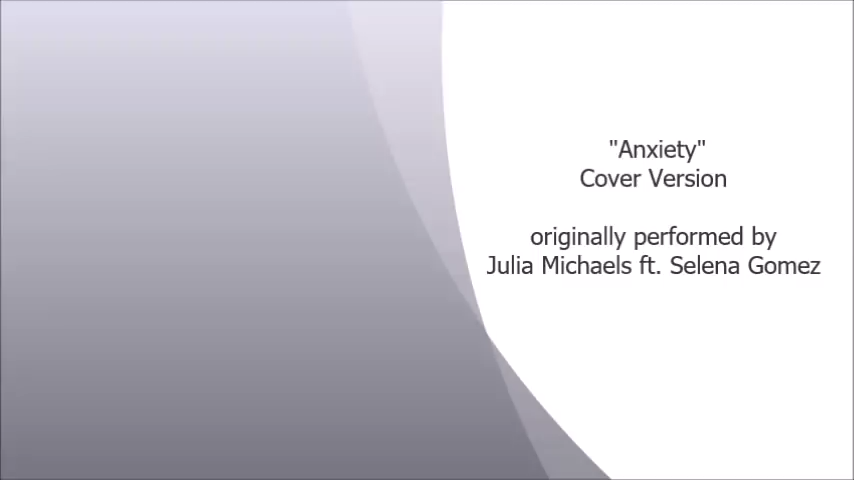 "Anxiety"
Cover Version
originally performed by
Julia Michaels ft. Selena Gomez